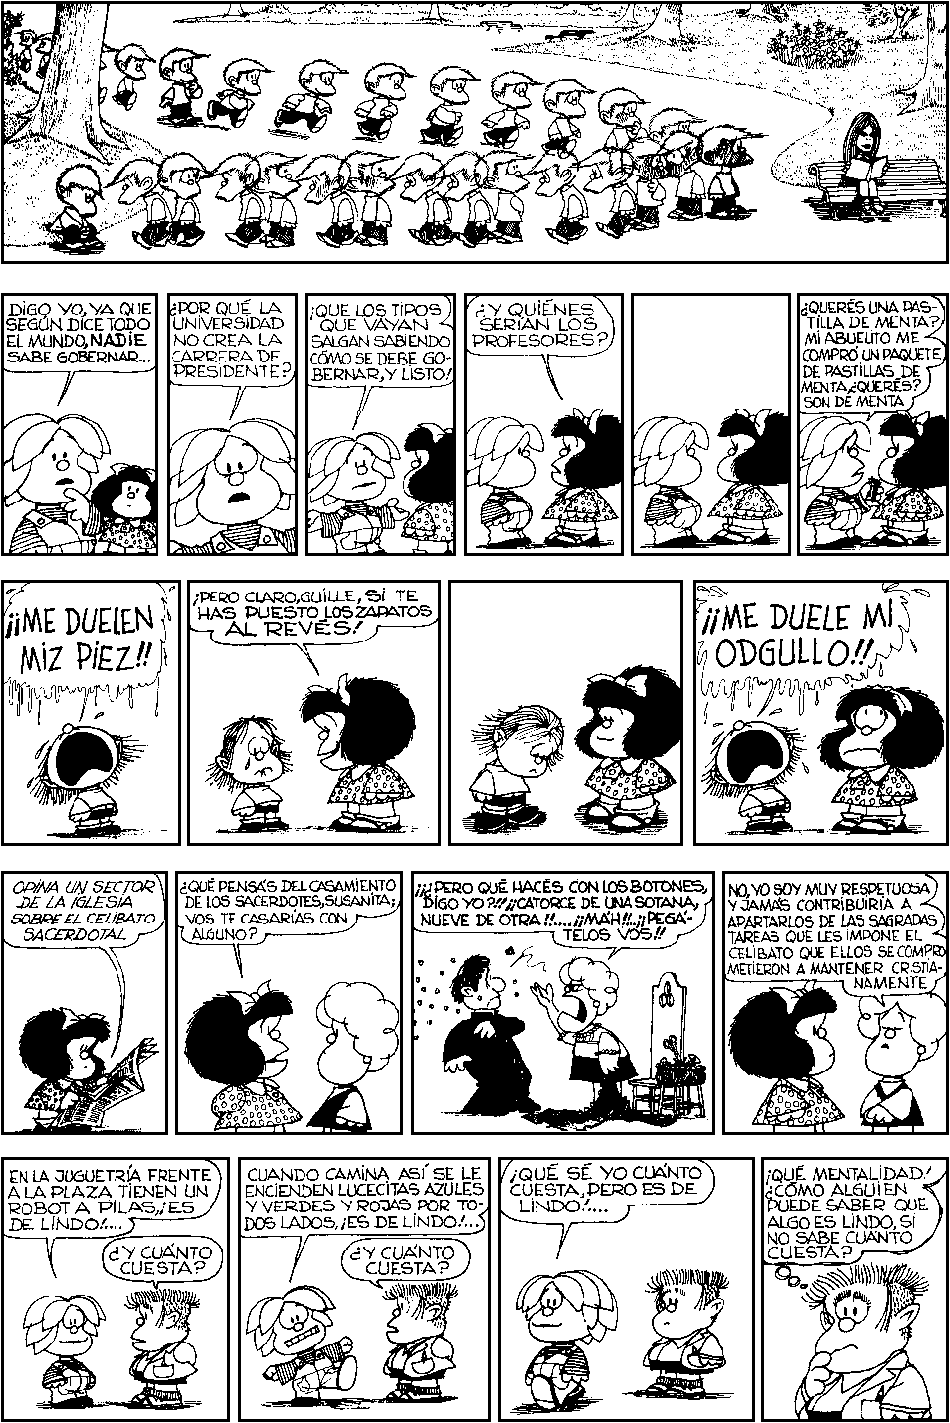 DIGO YO, YA QUE
SEGÚN DICE TODO
EL MUNDO, NADIE
SABE GOBERNAR...
¿POR QUÉ LA
UNIVERSIDAD
NO CREA LA
CARRERA DE
PRESIDENTE?
¡QUE LOS TIPOS
QUE VAYAN
SALGAN SABIENDO
CÓMO SE DEBE GO-
BERNAR, Y LISTO!
¿Y QUIÉNES
SERÍAN LOS
PROFESORES?
¿QUERÉS UNA PAS-
TILLA DE MENTA?
MI ABUELITO ME
COMPRÓ UN PAQUETE
DE PASTILLAS DE
MENTA ¿QUERÉS?
SON DE MENTA
¡¡ME DUELEN
MIZ PIEZ!!
¡PERO CLARO, GUILLE, SI TE
HAS PUESTO LOS ZAPATOS
AL REVÉS!
¡¡ME DUELE MI
ODGULLO!!
OPINA UN SECTOR
DE LA IGLESIA
SOBRE EL CELIBATO
SACERDOTAL
¿QUÉ PENSÁS DEL CASAMIENTO
DE LOS SACERDOTES, SUSANITA;
VOS TE CASARÍAS CON
ALGUNO?
¡¡¿PERO QUÉ HACÉS CON LOS BOTONES,
DIGO YO?!! ¡¡CATORCE DE UNA SOTANA,
NUEVE DE OTRA!!....¡¡MÁH!!..¡¡PEGÁ-
TELOS VOS!!
NO, YO SOY MUY RESPETUOSA
Y JAMÁS CONTRIBUIRÍA A
APARTARLOS DE LAS SAGRADAS
TAREAS QUE LES IMPONE EL
CELIBATO QUE ELLOS SE COMPRO
METIERON A MANTENER CRISTIA-
NAMENTE
EN LA JUGUETRÍA FRENTE
A LA PLAZA TIENEN UN
ROBOT A PILAS, ¡ES
DE LINDO!....
¿Y CUÁNTO
CUESTA?
CUANDO CAMINA ASÍ SE LE
ENCIENDEN LUCECITAS AZULES
Y VERDES Y ROJAS POR TO-
DOS LADOS, ¡ES DE LINDO!...
¿Y CUÁNTO
CUESTA?
¡QUÉ SÉ YO CUÁNTO
CUESTA, PERO ES DE
LINDO!....
¡QUÉ MENTALIDAD!
¿CÓMO ALGUIEN
PUEDE SABER QUE
ALGO ES LINDO, SI
NO SABE CUÁNTO
CUESTA?